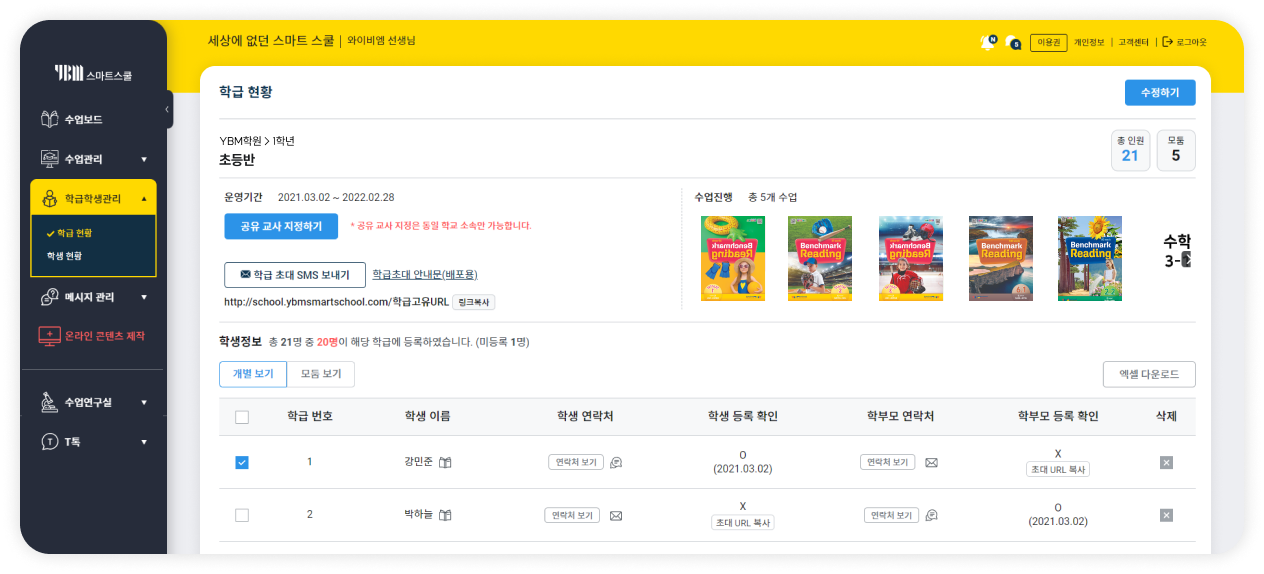 세상에 없던 스마트 스쿨 | 와이비엠 선생님
N
5
이용권
개인정보 | 고객센터 | 로그아웃
YBM 스마트스쿨
수업보드
수업관리 ▼
학급학생관리 ▲
학급 현황
학생 현황
메시지 관리 ▼
온라인 콘텐츠 제작
수업연구실 ▼
T톡 ▼
학급 현황
수정하기
YBM학원 > 1학년
초등반
총 인원
21
모둠
5
운영기간 2021.03.02 ~ 2022.02.28
공유 교사 지정하기 * 공유 교사 지정은 동일 학교 소속만 가능합니다.
학급 초대 SMS 보내기 학급초대 안내문(배포용)
http://school.ybmsmartschool.com/학급고유URL 링크복사
수업진행 총 5개 수업
Benchmark
Reading
Benchmark
Reading
Benchmark
Reading
Benchmark
Reading
Benchmark
Reading
수학
3-
학생정보 총 21명 중 20명이 해당 학급에 등록하였습니다. (미등록 1명)
개별 보기 모둠 보기
엑셀 다운로드
학급 번호 학생 이름 학생 연락처 학생 등록 확인 학부모 연락처 학부모 등록 확인 삭제
1 강민준 연락처 보기 O (2021.03.02) 연락처 보기 X 초대 URL 복사
2 박하늘 연락처 보기 X 초대 URL 복사 연락처 보기 O (2021.03.02)